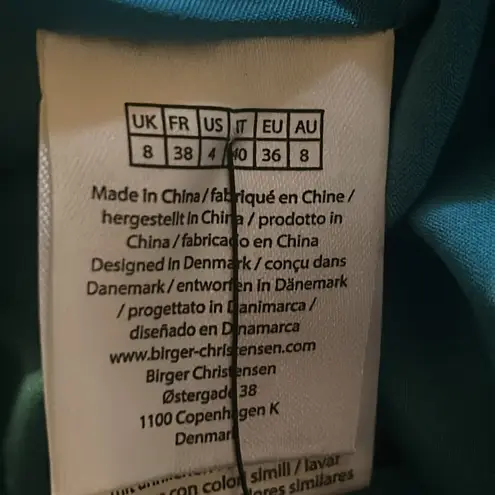 UK FR US IT EU AU
8 38 4 40 36 8
Made in China / fabriqué en Chine /
hergestellt in China / prodotto in
China / fabricado en China
Designed in Denmark / conçu dans
Danemark / entworfen in Dänemark
/ progettato in Danimarca /
diseñado en Dinamarca
www.birger-christensen.com
Birger Christensen
Østergade 38
1100 Copenhagen K
Denmark
con color simili / lavar
similares